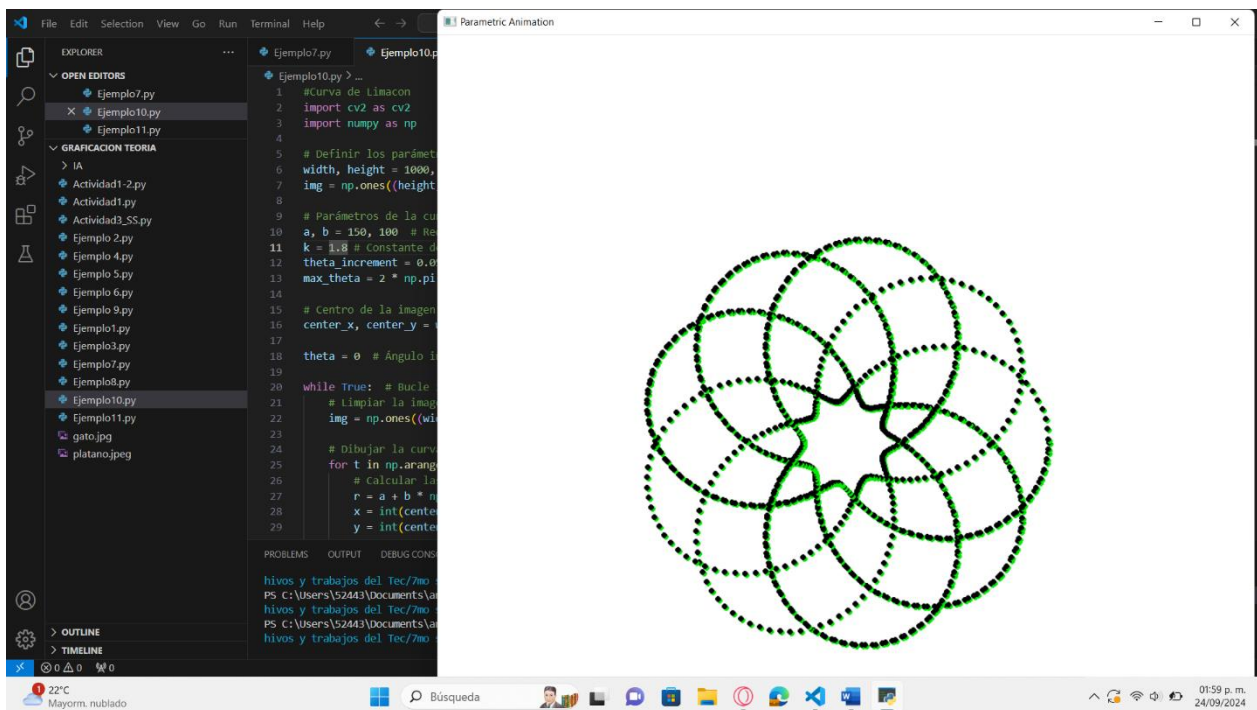 File Edit Selection View Go Run Terminal Help
Parametric Animation
EXPLORER
OPEN EDITORS
Ejemplo7.py
Ejemplo10.py
Ejemplo11.py
GRAFICACION TEORIA
IA
Actividad1-2.py
Actividad1.py
Actividad3_SS.py
Ejemplo 2.py
Ejemplo 4.py
Ejemplo 5.py
Ejemplo 6.py
Ejemplo 9.py
Ejemplo1.py
Ejemplo3.py
Ejemplo7.py
Ejemplo8.py
Ejemplo10.py
Ejemplo11.py
gato.jpg
platano.jpeg
OUTLINE
TIMELINE
Ejemplo7.py Ejemplo10.p
Ejemplo10.py > ...
1 #Curva de Limacon
2 import cv2 as cv2
3 import numpy as np
4
5 # Definir los parámet
6 width, height = 1000,
7 img = np.ones((height
8
9 # Parámetros de la cu
10 a, b = 150, 100 # Re
11 k = 1.8 # Constante d
12 theta_increment = 0.05
13 max_theta = 2 * np.pi
14
15 # Centro de la imagen
16 center_x, center_y =
17
18 theta = 0 # Ángulo i
19
20 while True: # Bucle
21 # Limpiar la image
22 img = np.ones((wi
23
24 # Dibujar la curv
25 for t in np.arang
26 # Calcular la
27 r = a + b * n
28 x = int(cente
29 y = int(cente
PROBLEMS OUTPUT DEBUG CONS
hivos y trabajos del Tec/7mo
PS C:\Users\52443\Documents\a
hivos y trabajos del Tec/7mo
PS C:\Users\52443\Documents\a
hivos y trabajos del Tec/7mo
0 0 0
1
22°C
Mayorm. nublado
Búsqueda
01:59 p. m.
24/09/2024